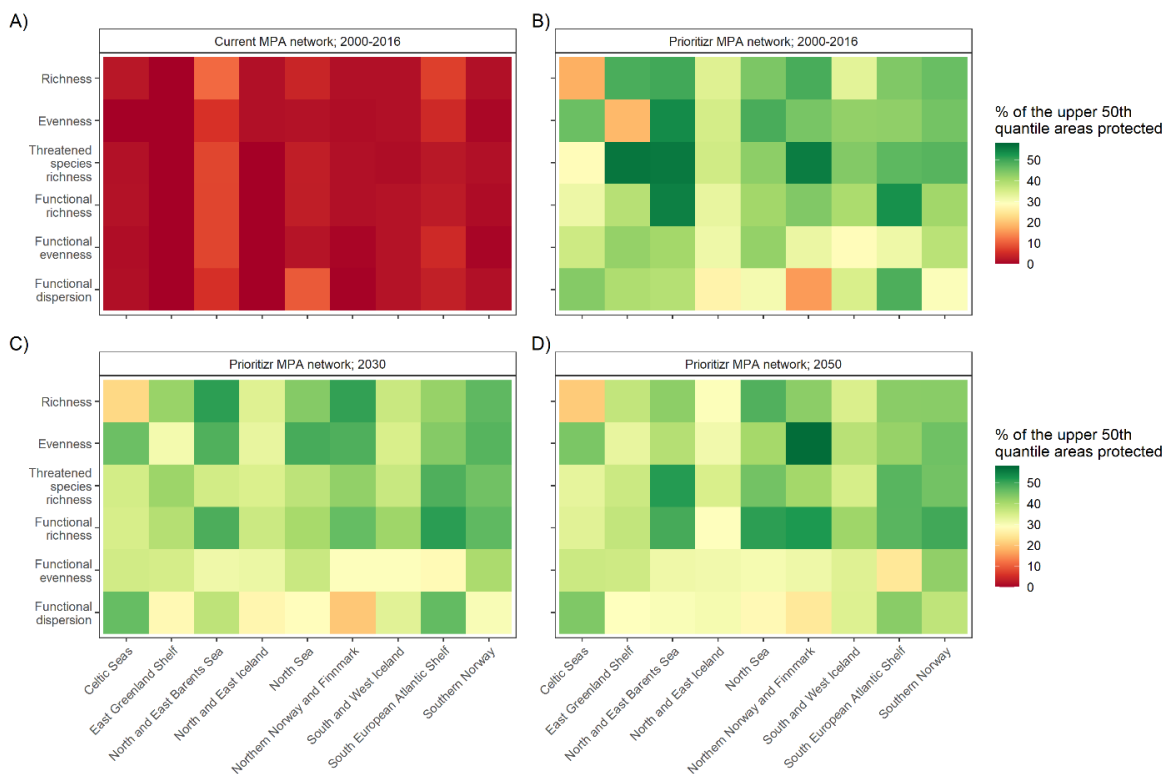 A)
Current MPA network; 2000-2016
Richness
Evenness
Threatened
species
richness
Functional
richness
Functional
evenness
Functional
dispersion
B)
Prioritizr MPA network; 2000-2016
% of the upper 50th
quantile areas protected
50
40
30
20
10
0
C)
Prioritizr MPA network; 2030
Richness
Evenness
Threatened
species
richness
Functional
richness
Functional
evenness
Functional
dispersion
Celtic Seas
East Greenland Shelf
North and East Barents Sea
North and East Iceland
North Sea
Northern Norway and Finnmark
South and West Iceland
South European Atlantic Shelf
Southern Norway
D)
Prioritizr MPA network; 2050
Celtic Seas
East Greenland Shelf
North and East Barents Sea
North and East Iceland
North Sea
Northern Norway and Finnmark
South and West Iceland
South European Atlantic Shelf
Southern Norway
% of the upper 50th
quantile areas protected
50
40
30
20
10
0